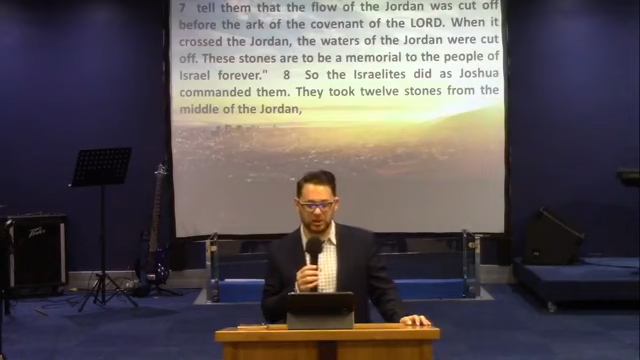 7 tell them that the flow of the Jordan was cut off
before the ark of the covenant of the LORD. When it
crossed the Jordan, the waters of the Jordan were cut
off. These stones are to be a memorial to the people of
Israel forever." 8 So the Israelites did as Joshua
commanded them. They took twelve stones from the
middle of the Jordan,
PEAVEY